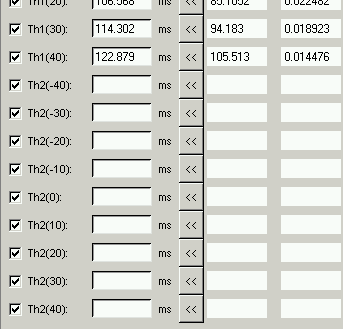 Th1(20): 106.568 ms << 85.1052 0.022482
Th1(30): 114.302 ms << 94.183 0.018923
Th1(40): 122.879 ms << 105.513 0.014476
Th2(-40): ms <<
Th2(-30): ms <<
Th2(-20): ms <<
Th2(-10): ms <<
Th2(0): ms <<
Th2(10): ms <<
Th2(20): ms <<
Th2(30): ms <<
Th2(40): ms <<